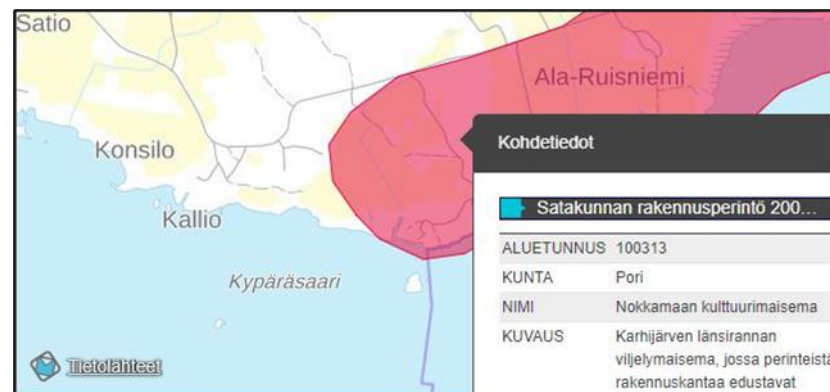 Satio
Ala-Ruisniemi
Konsilo
Kallio
Kypäräsaari
Tietolähteet
Kohdetiedot
Satakunnan rakennusperintö 200...
ALUETUNNUS 100313
KUNTA Pori
NIMI Nokkamaan kulttuurimaisema
KUVAUS Karhijärven länsirannan
viljelymaisema, jossa perinteistä
rakennuskantaa edustavat